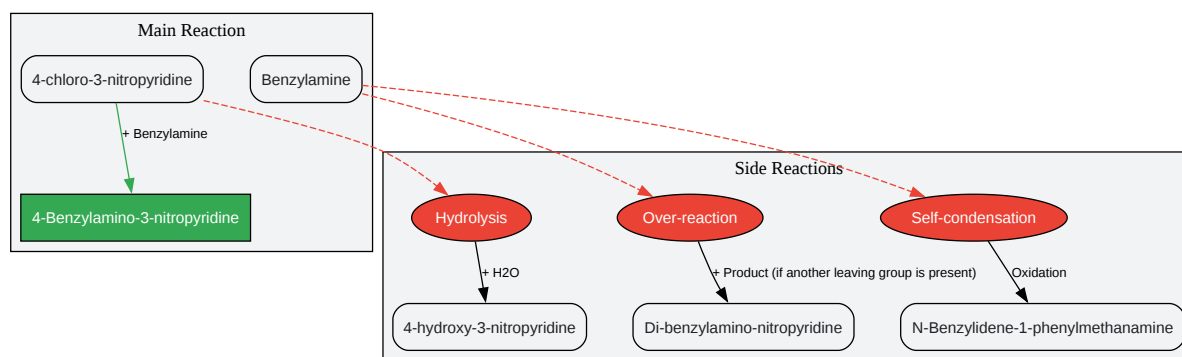 Main Reaction
4-chloro-3-nitropyridine
Benzylamine
+ Benzylamine
4-Benzylamino-3-nitropyridine
Side Reactions
Hydrolysis
Over-reaction
Self-condensation
+ H2O
+ Product (if another leaving group is present)
Oxidation
4-hydroxy-3-nitropyridine
Di-benzylamino-nitropyridine
N-Benzylidene-1-phenylmethanamine